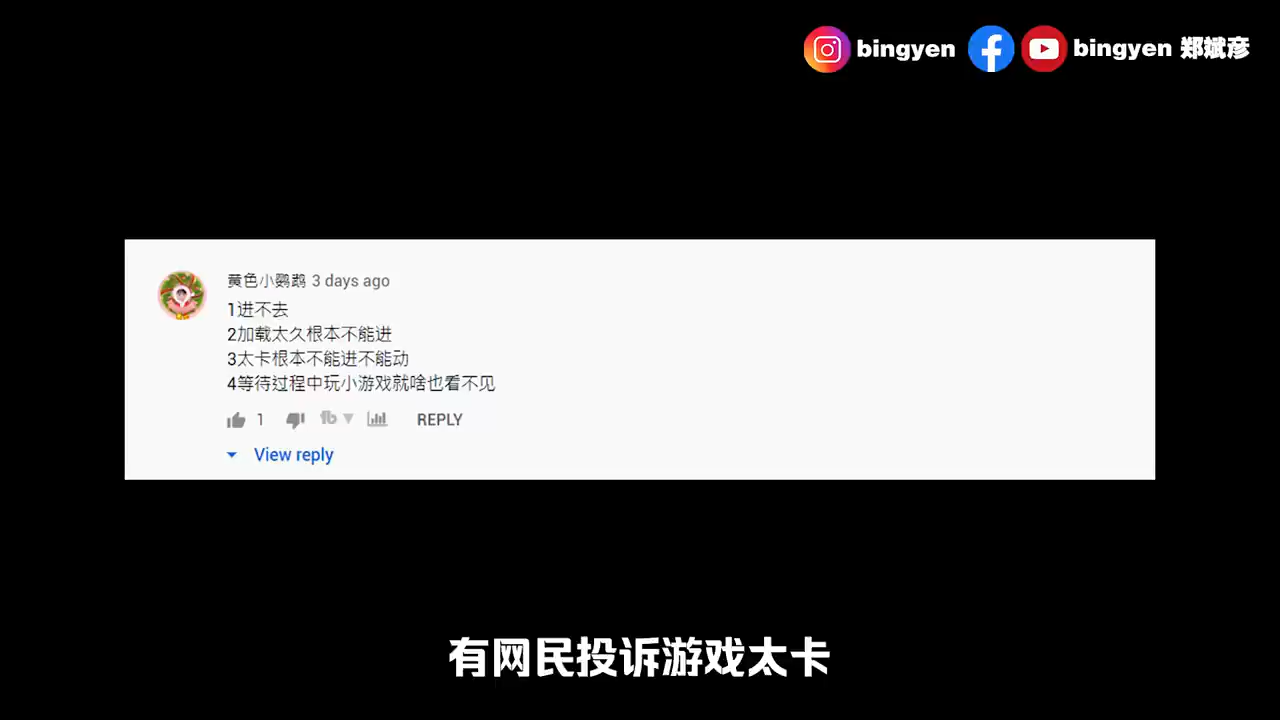 bingyen bingyen 郑斌彦
黄色小鹦鹉 3 days ago
1进不去
2加载太久根本不能进
3太卡根本不能进不能动
4等待过程中玩小游戏就啥也看不见
1 REPLY
View reply
有网民投诉游戏太卡